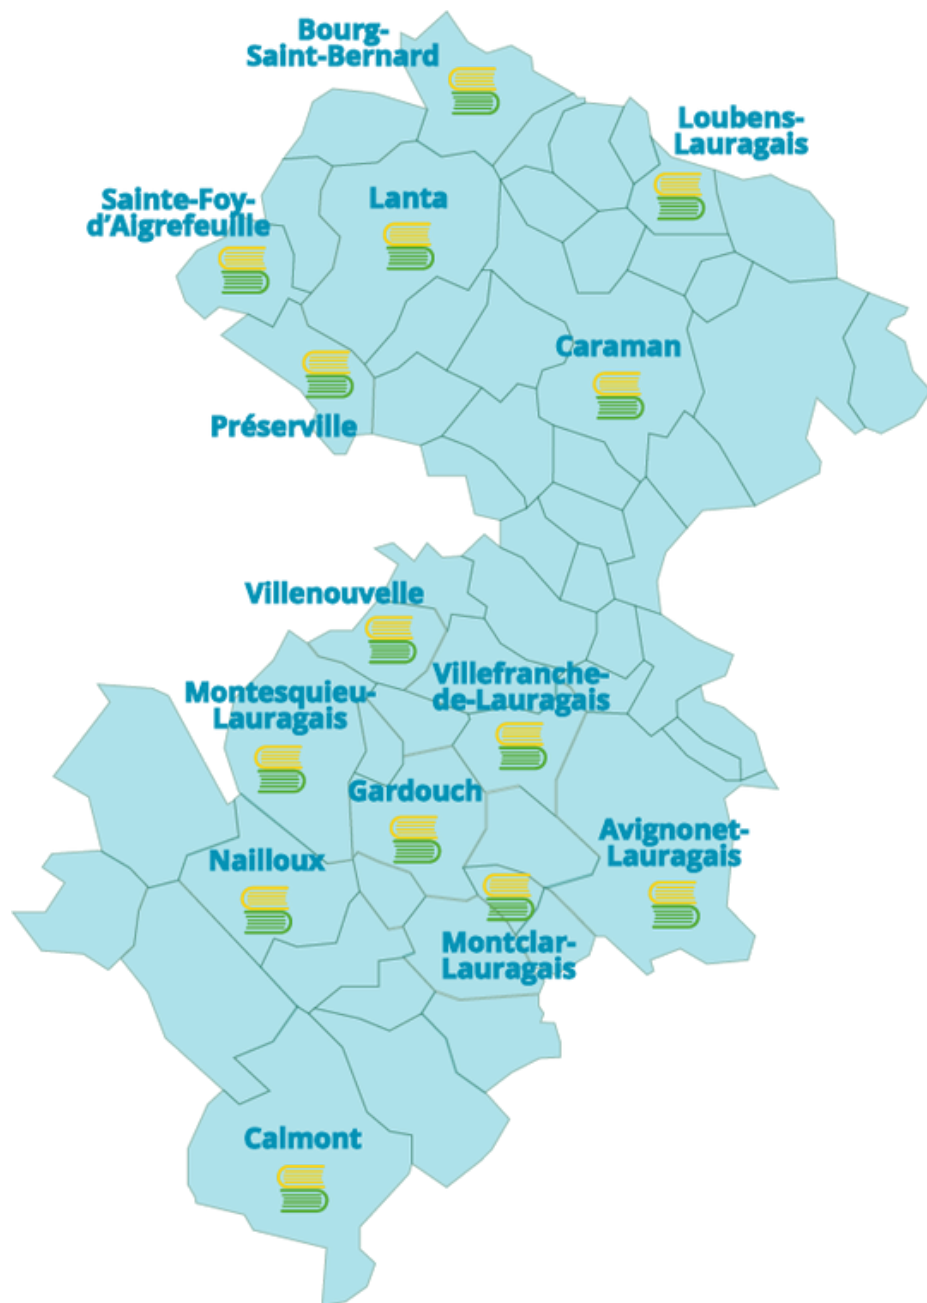 Bourg-
Saint-Bernard
Loubens-
Lauragais
Sainte-Foy-
d'Aigrefeuille
Lanta
Caraman
Préserville
Villenouvelle
Villefranche-
de-Lauragais
Montesquieu-
Lauragais
Gardouch
Avignonet-
Lauragais
Nailloux
Montclar-
Lauragais
Calmont